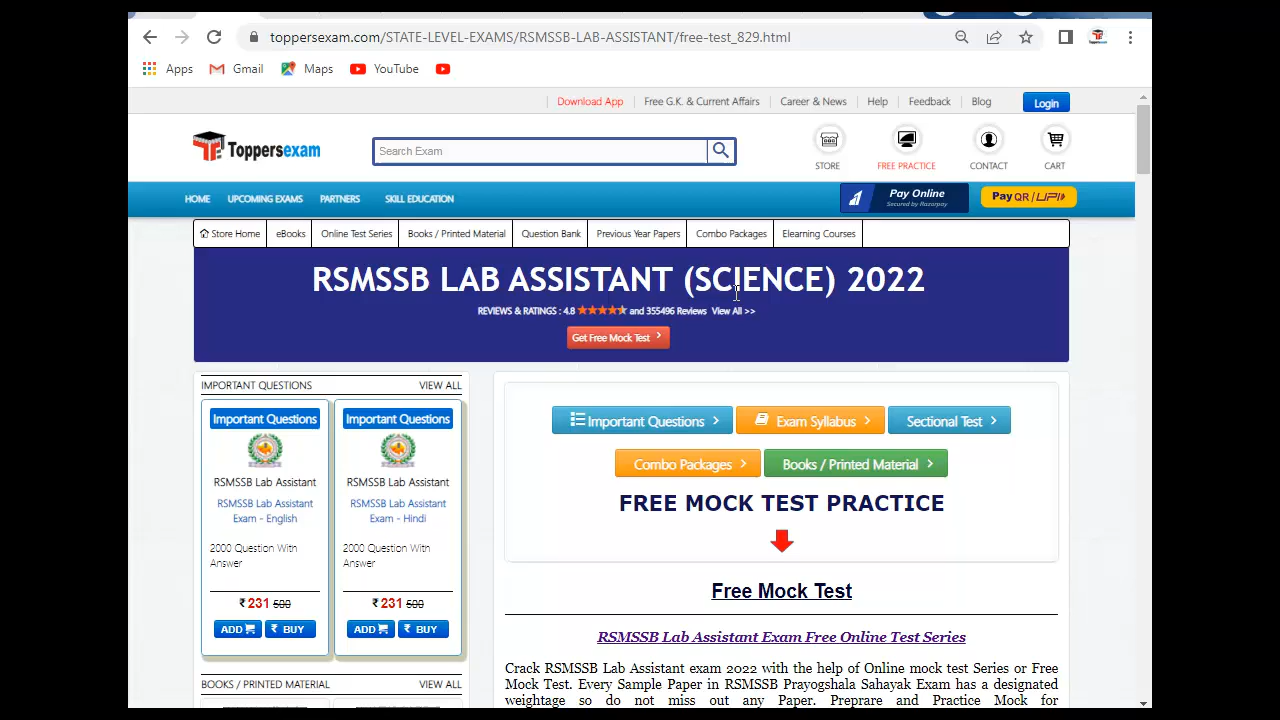 toppersexam.com/STATE-LEVEL-EXAMS/RSMSSB-LAB-ASSISTANT/free-test_829.html
Apps Gmail Maps YouTube
Download App Free G.K. & Current Affairs Career & News Help Feedback Blog Login
Toppersexam Search Exam
STORE FREE PRACTICE CONTACT CART
HOME UPCOMING EXAMS PARTNERS SKILL EDUCATION Pay Online Pay QR / UPI
Secured by Razorpay
Store Home eBooks Online Test Series Books / Printed Material Question Bank Previous Year Papers Combo Packages Elearning Courses
RSMSSB LAB ASSISTANT (SCIENCE) 2022
REVIEWS & RATINGS : 4.8 and 355496 Reviews View All >>
Get Free Mock Test
IMPORTANT QUESTIONS VIEW ALL
Important Questions
RSMSSB Lab Assistant
RSMSSB Lab Assistant
Exam - English
2000 Question With
Answer
₹ 231 500
ADD ₹ BUY
Important Questions
RSMSSB Lab Assistant
RSMSSB Lab Assistant
Exam - Hindi
2000 Question With
Answer
₹ 231 500
ADD ₹ BUY
BOOKS / PRINTED MATERIAL VIEW ALL
Important Questions Exam Syllabus Sectional Test
Combo Packages Books / Printed Material
FREE MOCK TEST PRACTICE
Free Mock Test
RSMSSB Lab Assistant Exam Free Online Test Series
Crack RSMSSB Lab Assistant exam 2022 with the help of Online mock test Series or Free
Mock Test. Every Sample Paper in RSMSSB Prayogshala Sahayak Exam has a designated
weightage so do not miss out any Paper. Preprare and Practice Mock for